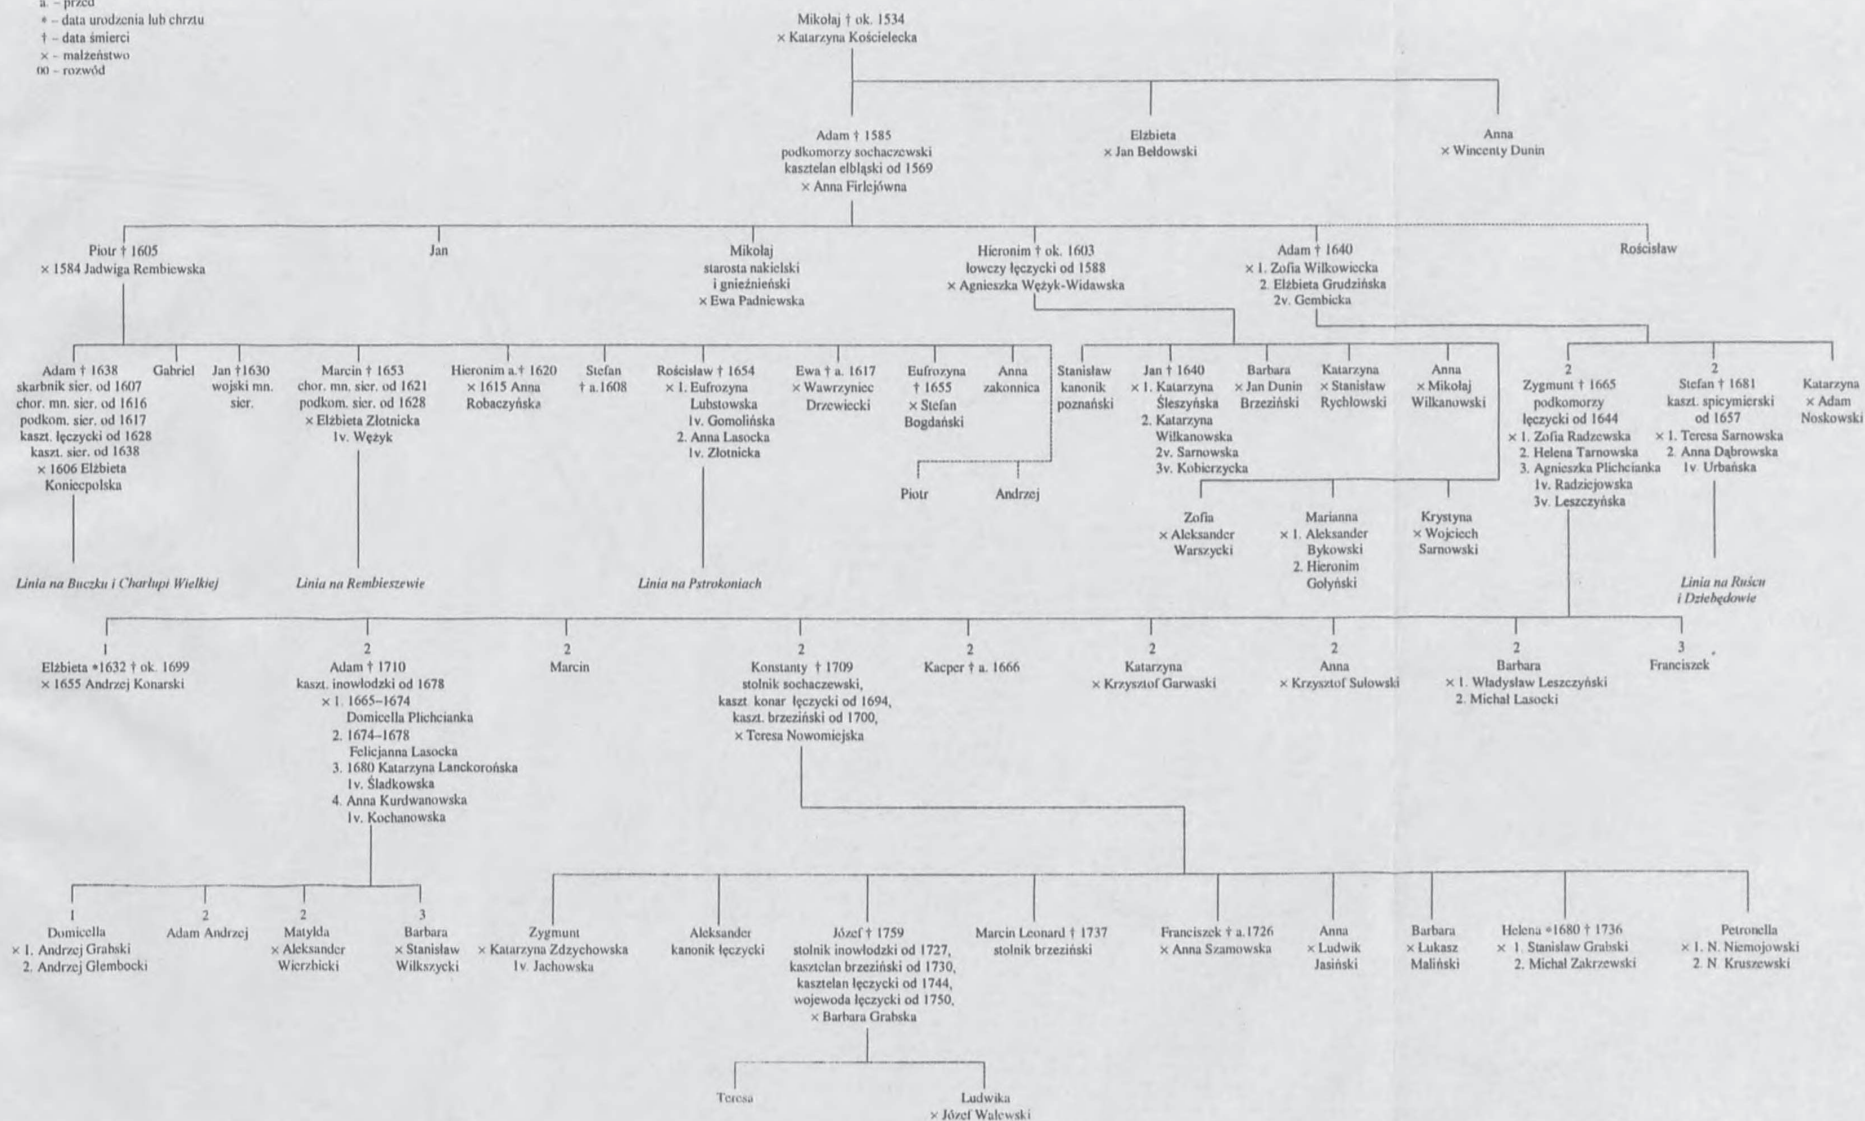 a. – przed
* – data urodzenia lub chrztu
† – data śmierci
× – małżeństwo
00 – rozwód
Mikołaj † ok. 1534
× Katarzyna Kościelecka
Adam † 1585
podkomorzy sochaczewski
kasztelan elbląski od 1569
× Anna Firlejówna
Elżbieta
× Jan Bełdowski
Anna
× Wincenty Dunin
Piotr † 1605
× 1584 Jadwiga Rembiewska
Jan
Mikołaj
starosta nakielski
i gnieźnieński
× Ewa Padniewska
Hieronim † ok. 1603
łowczy łęczycki od 1588
× Agnieszka Wężyk-Widawska
Adam † 1640
× 1. Zofia Wilkowiecka
2. Elżbieta Grudzińska
2v. Gembicka
Rościsław
Adam † 1638
skarbnik sier. od 1607
chor. mn. sier. od 1616
podkom. sier. od 1617
kaszt. łęczycki od 1628
kaszt. sier. od 1638
× 1606 Elżbieta
Koniecpolska
Gabriel
Jan †1630
wojski mn.
sier.
Marcin † 1653
chor. mn. sier. od 1621
podkom. sier. od 1628
× Elżbieta Złotnicka
1v. Wężyk
Hieronim a.† 1620
× 1615 Anna
Robaczyńska
Stefan
† a.1608
Rościsław † 1654
× 1. Eufrozyna
Lubstowska
1v. Gomolińska
2. Anna Lasocka
1v. Złotnicka
Ewa † a. 1617
× Wawrzyniec
Drzewiecki
Eufrozyna
† 1655
× Stefan
Bogdański
Anna
zakonnica
Piotr
Andrzej
Stanisław
kanonik
poznański
Jan † 1640
× 1. Katarzyna
Śleszyńska
2. Katarzyna
Wilkanowska
2v. Sarnowska
3v. Kobierzycka
Barbara
× Jan Dunin
Brzeziński
Katarzyna
× Stanisław
Rychłowski
Anna
× Mikołaj
Wilkanowski
2
Zygmunt † 1665
podkomorzy
łęczycki od 1644
× 1. Zofia Radzewska
2. Helena Tarnowska
3. Agnieszka Plichcianka
1v. Radziejowska
3v. Leszczyńska
2
Stefan † 1681
kaszt. spicymierski
od 1657
× 1. Teresa Sarnowska
2. Anna Dąbrowska
1v. Urbańska
Katarzyna
× Adam
Noskowski
Zofia
× Aleksander
Warszycki
Marianna
× 1. Aleksander
Bykowski
2. Hieronim
Gołyński
Krystyna
× Wojciech
Sarnowski
Linia na Buczku i Charłupi Wielkiej
Linia na Rembieszewie
Linia na Pstrokoniach
Linia na Ruścu
i Dziebędowie
1
Elżbieta *1632 † ok. 1699
× 1655 Andrzej Konarski
2
Adam † 1710
kaszt. inowłodzki od 1678
× 1. 1665–1674
Domicella Plichcianka
2. 1674–1678
Felicjanna Lasocka
3. 1680 Katarzyna Lanckorońska
1v. Śladkowska
4. Anna Kurdwanowska
1v. Kochanowska
2
Marcin
2
Konstanty † 1709
stolnik sochaczewski,
kaszt konar łęczycki od 1694,
kaszt. brzeziński od 1700,
× Teresa Nowomiejska
2
Kacper † a. 1666
2
Katarzyna
× Krzysztof Garwaski
2
Anna
× Krzysztof Sułowski
2
Barbara
× 1. Władysław Leszczyński
2. Michał Lasocki
3
Franciszek
1
Domicella
× 1. Andrzej Grabski
2. Andrzej Głembocki
2
Adam Andrzej
2
Matylda
× Aleksander
Wierzbicki
3
Barbara
× Stanisław
Wilkszycki
Zygmunt
× Katarzyna Zdzychowska
1v. Jachowska
Aleksander
kanonik łęczycki
Józef † 1759
stolnik inowłodzki od 1727,
kasztelan brzeziński od 1730,
kasztelan łęczycki od 1744,
wojewoda łęczycki od 1750,
× Barbara Grabska
Marcin Leonard † 1737
stolnik brzeziński
Franciszek † a.1726
× Anna Szamowska
Anna
× Ludwik
Jasiński
Barbara
× Łukasz
Maliński
Helena *1680 † 1736
× 1. Stanisław Grabski
2. Michał Zakrzewski
Petronella
× 1. N. Niemojowski
2. N. Kruszewski
Teresa
Ludwika
× Józef Walewski